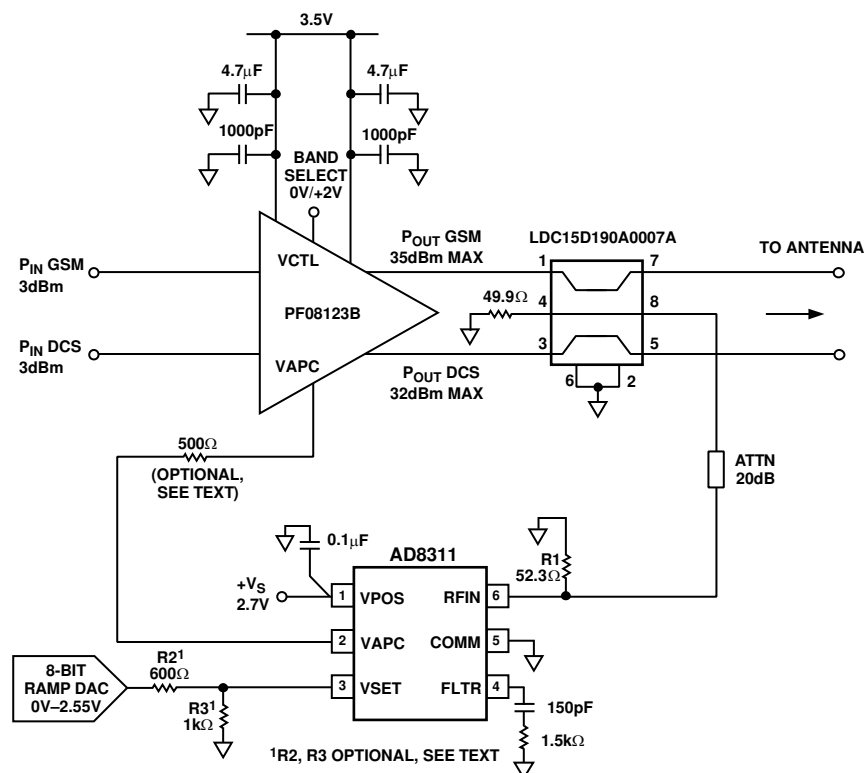 3.5V
4.7µF
4.7µF
1000pF
1000pF
BAND
SELECT
0V/+2V
P_OUT GSM
35dBm MAX
LDC15D190A0007A
TO ANTENNA
P_IN GSM
3dBm
VCTL
1
7
49.9Ω
4
8
PF08123B
P_IN DCS
3dBm
VAPC
3
5
P_OUT DCS
32dBm MAX
6
2
500Ω
(OPTIONAL,
SEE TEXT)
ATTN
20dB
0.1µF
AD8311
R1
52.3Ω
+V_S
2.7V
1
VPOS
RFIN
6
2
VAPC
COMM
5
8-BIT
RAMP DAC
0V–2.55V
R2¹
600Ω
3
VSET
FLTR
4
R3¹
1kΩ
150pF
1.5kΩ
¹R2, R3 OPTIONAL, SEE TEXT